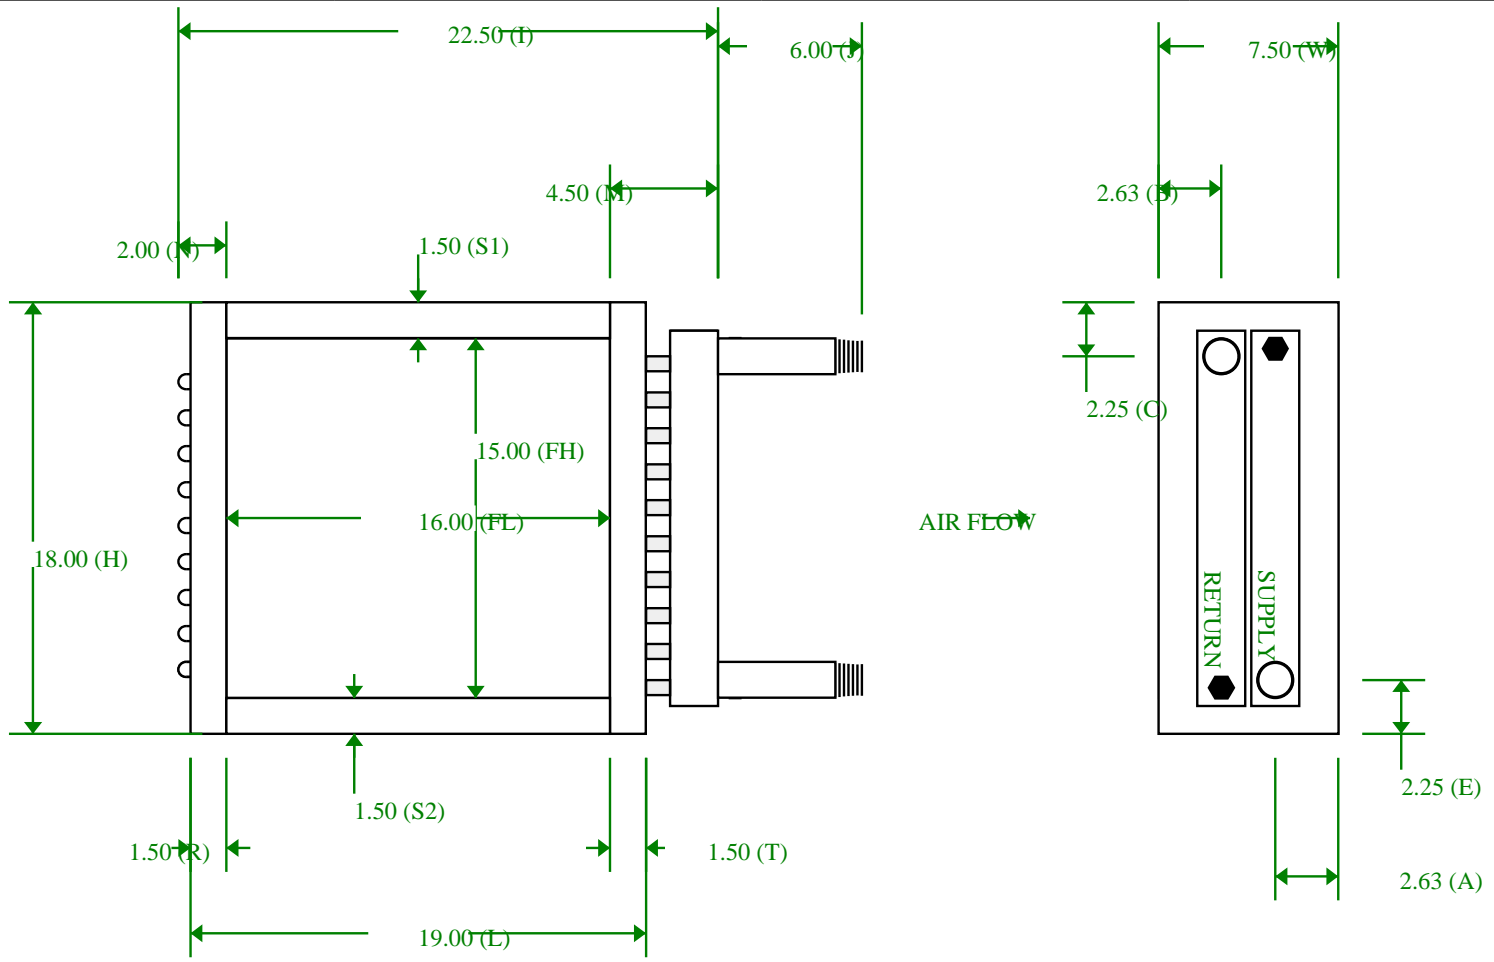 22.50 (I)
6.00 (J)
7.50 (W)
4.50 (M)
2.63 (B)
2.00 (N)
1.50 (S1)
2.25 (C)
15.00 (FH)
16.00 (FL)
AIR FLOW
18.00 (H)
RETURN
SUPPLY
2.25 (E)
1.50 (S2)
1.50 (R)
1.50 (T)
2.63 (A)
19.00 (L)